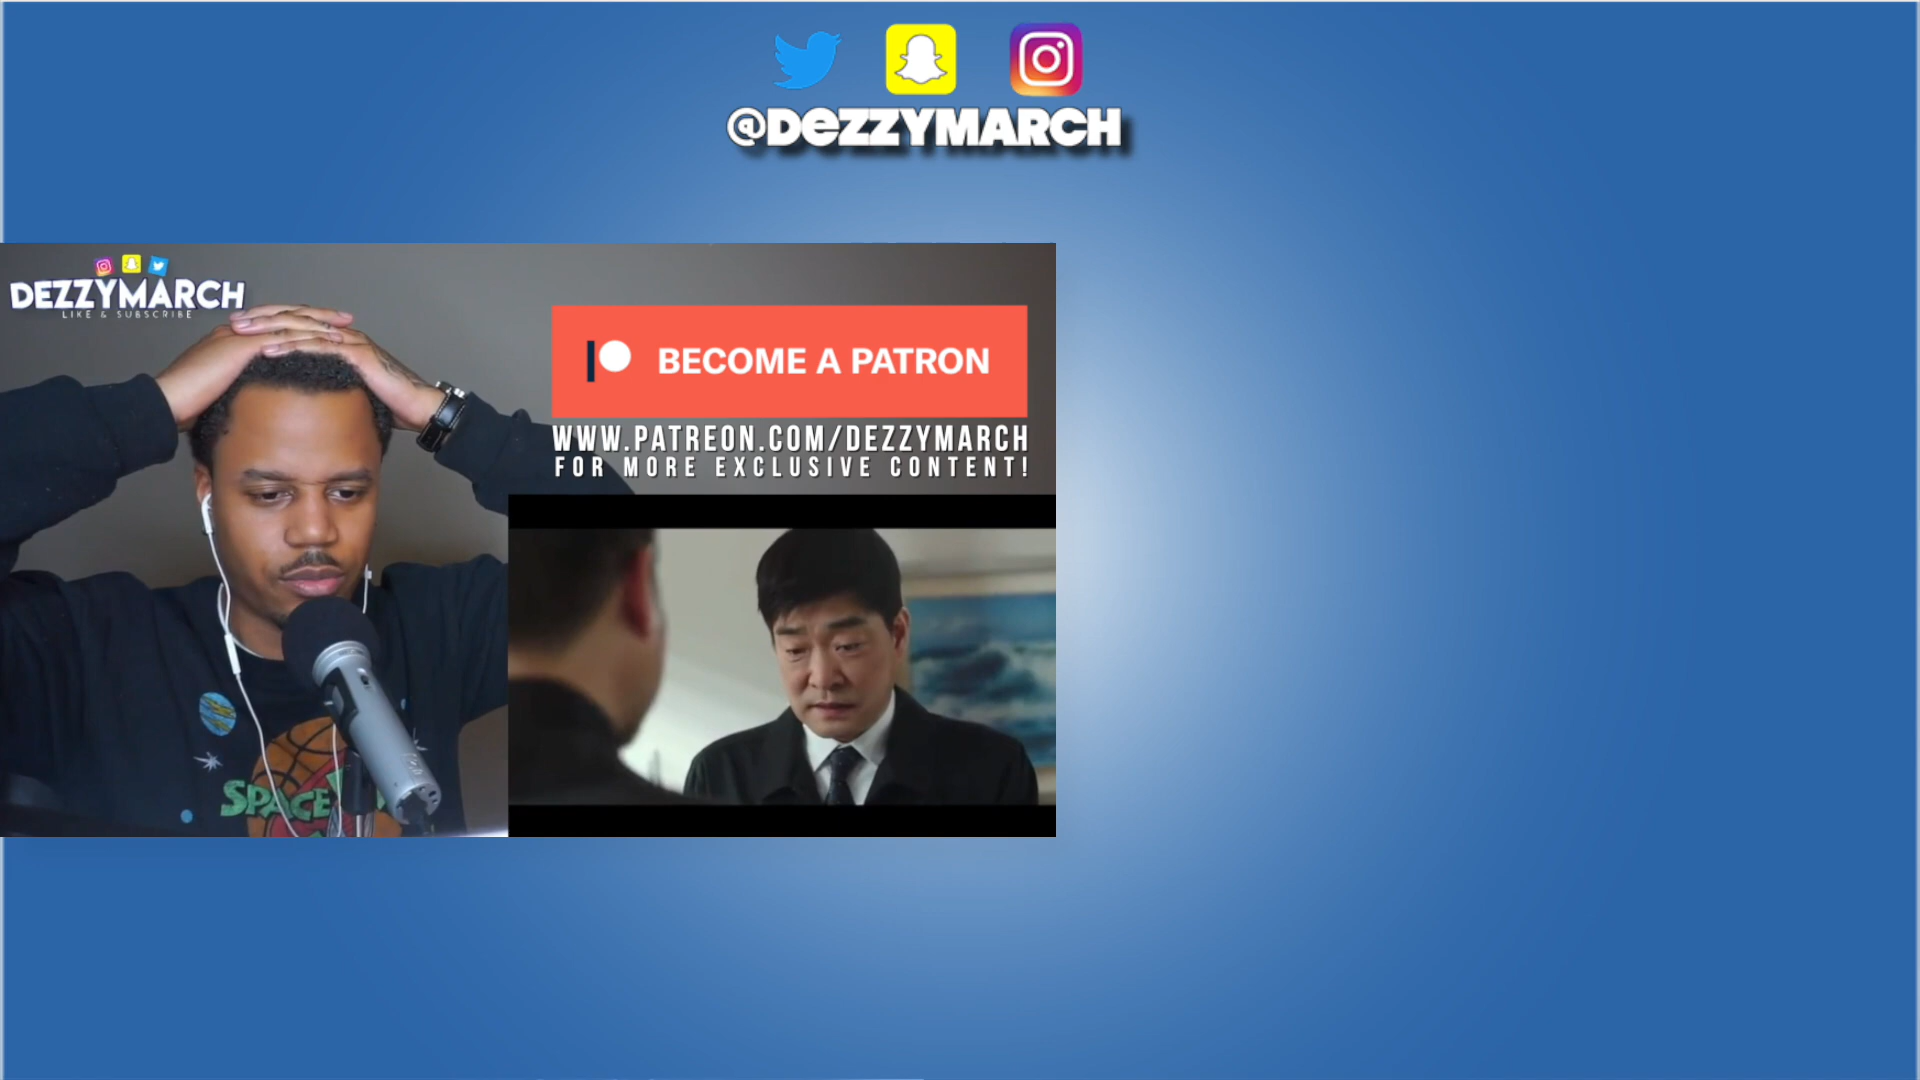 @DEZZYMARCH
DEZZYMARCH
LIKE & SUBSCRIBE
BECOME A PATRON
WWW.PATREON.COM/DEZZYMARCH
FOR MORE EXCLUSIVE CONTENT!
SPACE